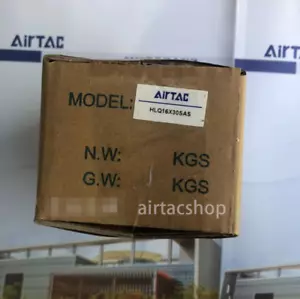 AirTAC
AirTAC
MODEL:
AirTAC
HLQ16X30SAS
N.W: KGS
G.W: KGS
airtacshop